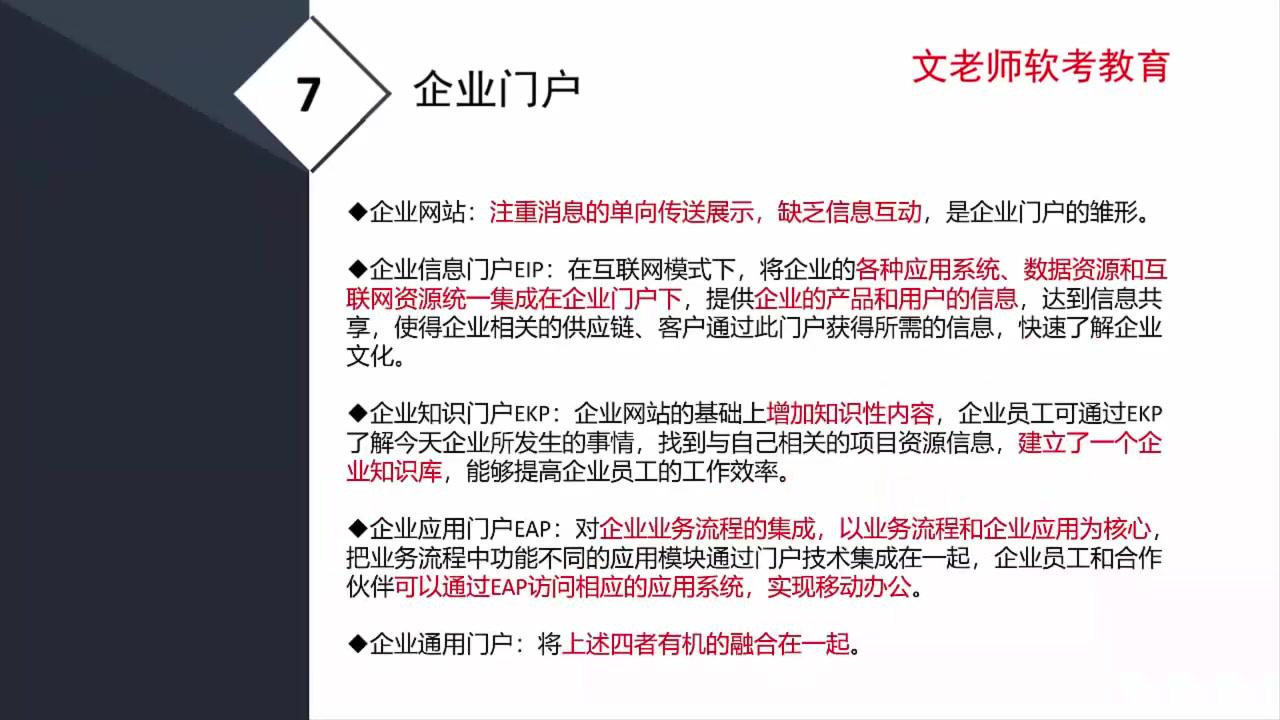 7
企业门户
文老师软考教育
◆企业网站：注重消息的单向传送展示，缺乏信息互动，是企业门户的雏形。
◆企业信息门户EIP：在互联网模式下，将企业的各种应用系统、数据资源和互
联网资源统一集成在企业门户下，提供企业的产品和用户的信息，达到信息共
享，使得企业相关的供应链、客户通过此门户获得所需的信息，快速了解企业
文化。
◆企业知识门户EKP：企业网站的基础上增加知识性内容，企业员工可通过EKP
了解今天企业所发生的事情，找到与自己相关的项目资源信息，建立了一个企
业知识库，能够提高企业员工的工作效率。
◆企业应用门户EAP：对企业业务流程的集成，以业务流程和企业应用为核心，
把业务流程中功能不同的应用模块通过门户技术集成在一起，企业员工和合作
伙伴可以通过EAP访问相应的应用系统，实现移动办公。
◆企业通用门户：将上述四者有机的融合在一起。